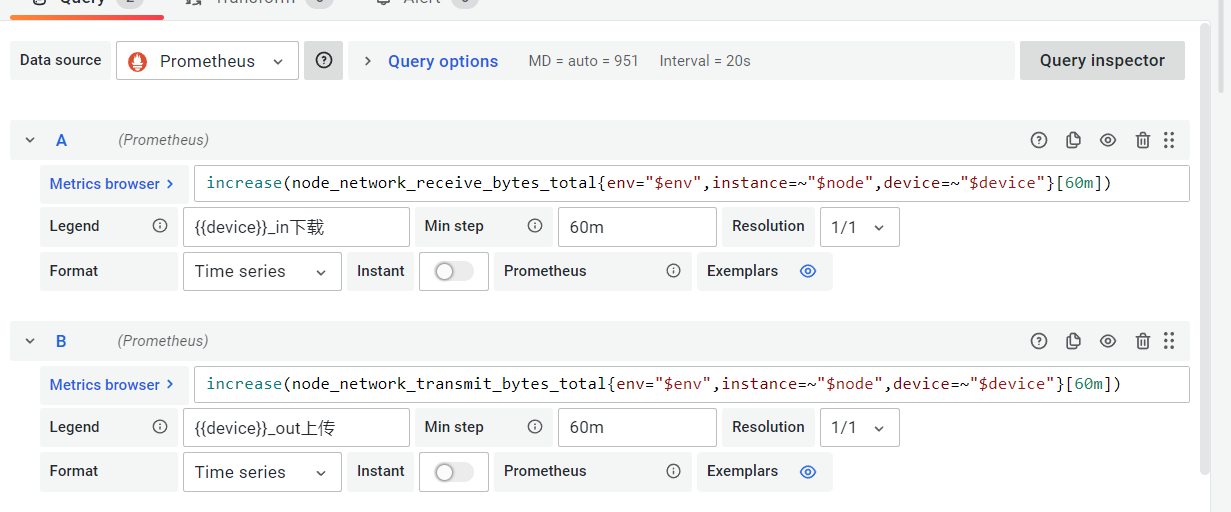 Query 2 Transform 0 Alert 0
Data source Prometheus Query options MD = auto = 951 Interval = 20s Query inspector
A (Prometheus)
Metrics browser > increase(node_network_receive_bytes_total{env="$env",instance=~"$node",device=~"$device"}[60m])
Legend {{device}}_in下载 Min step 60m Resolution 1/1
Format Time series Instant Prometheus Exemplars
B (Prometheus)
Metrics browser > increase(node_network_transmit_bytes_total{env="$env",instance=~"$node",device=~"$device"}[60m])
Legend {{device}}_out上传 Min step 60m Resolution 1/1
Format Time series Instant Prometheus Exemplars